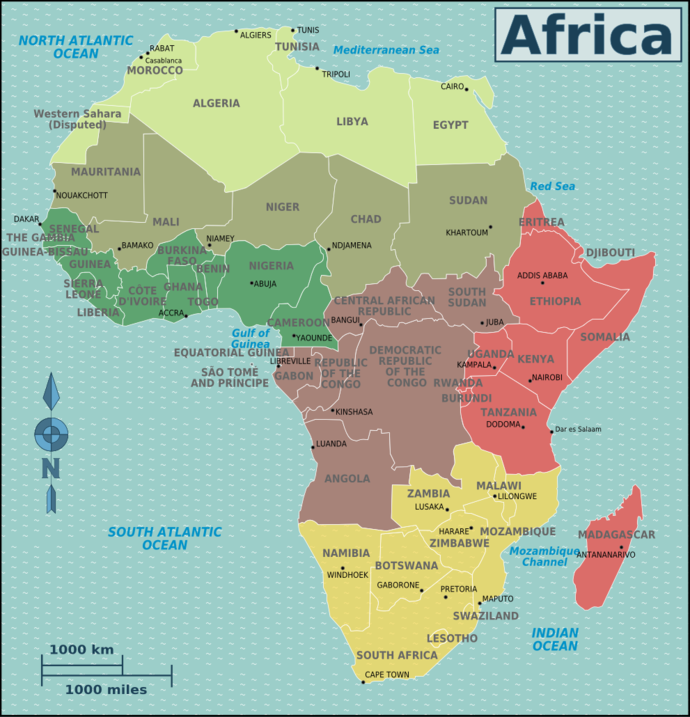 Africa
NORTH ATLANTIC
OCEAN
Mediterranean Sea
ALGIERS
TUNIS
TUNISIA
RABAT
Casablanca
MOROCCO
TRIPOLI
CAIRO
ALGERIA
LIBYA
EGYPT
Western Sahara
(Disputed)
MAURITANIA
NOUAKCHOTT
MALI
NIGER
CHAD
SUDAN
KHARTOUM
Red Sea
ERITREA
DJIBOUTI
DAKAR
SENEGAL
THE GAMBIA
GUINEA-BISSAU
GUINEA
BAMAKO
NIAMEY
BURKINA
FASO
BENIN
NDJAMENA
NIGERIA
ABUJA
SIERRA
LEONE
CÔTE
D'IVOIRE
GHANA
TOGO
LIBERIA
ACCRA
ADDIS ABABA
ETHIOPIA
SOMALIA
CENTRAL AFRICAN
REPUBLIC
BANGUI
SOUTH
SUDAN
JUBA
CAMEROON
YAOUNDE
Gulf of
Guinea
EQUATORIAL GUINEA
LIBREVILLE
GABON
SÃO TOMÉ
AND PRÍNCIPE
REPUBLIC
OF THE
CONGO
DEMOCRATIC
REPUBLIC
OF THE
CONGO
UGANDA
KAMPALA
KENYA
NAIROBI
RWANDA
BURUNDI
TANZANIA
DODOMA
Dar es Salaam
KINSHASA
LUANDA
ANGOLA
ZAMBIA
LUSAKA
MALAWI
LILONGWE
HARARE
ZIMBABWE
MOZAMBIQUE
Mozambique
Channel
MADAGASCAR
ANTANANARIVO
N
SOUTH ATLANTIC
OCEAN
NAMIBIA
WINDHOEK
BOTSWANA
GABORONE
PRETORIA
MAPUTO
SWAZILAND
LESOTHO
SOUTH AFRICA
CAPE TOWN
INDIAN
OCEAN
1000 km
1000 miles